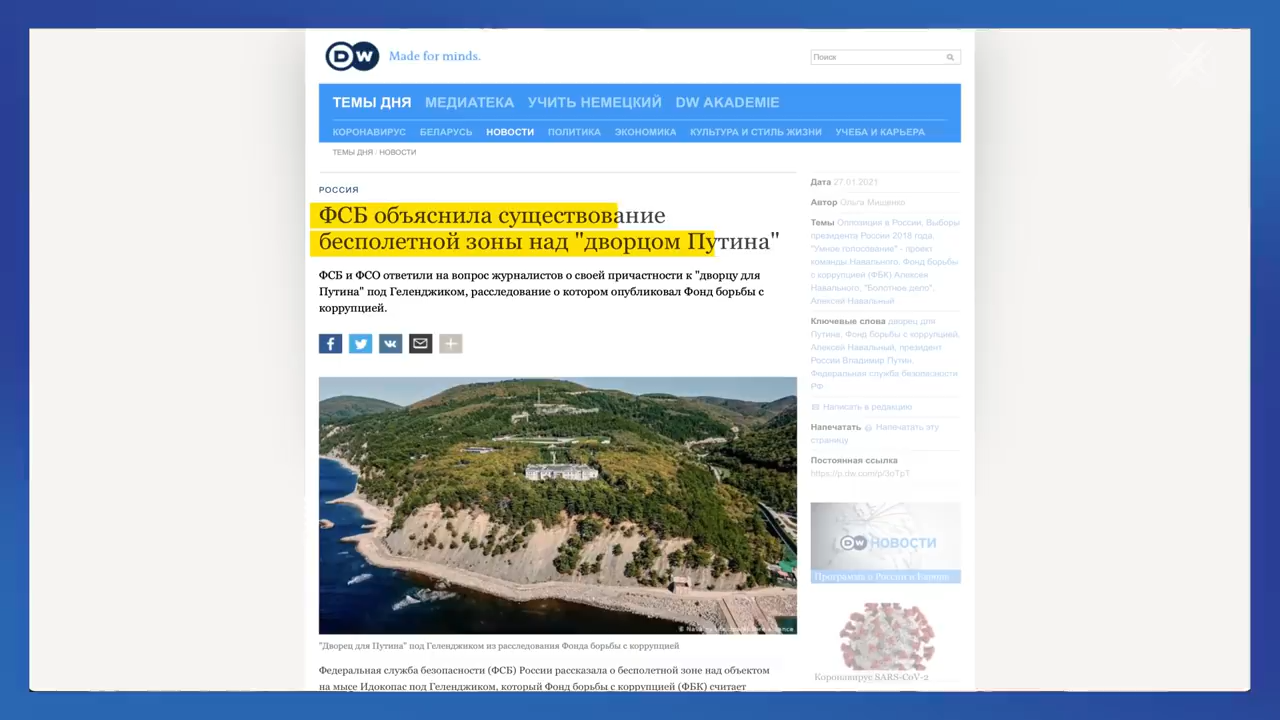 DW Made for minds.
Поиск
ТЕМЫ ДНЯ МЕДИАТЕКА УЧИТЬ НЕМЕЦКИЙ DW AKADEMIE
КОРОНАВИРУС БЕЛАРУСЬ НОВОСТИ ПОЛИТИКА ЭКОНОМИКА КУЛЬТУРА И СТИЛЬ ЖИЗНИ УЧЕБА И КАРЬЕРА
ТЕМЫ ДНЯ / НОВОСТИ
РОССИЯ
ФСБ объяснила существование
бесполетной зоны над "дворцом Путина"
ФСБ и ФСО ответили на вопрос журналистов о своей причастности к "дворцу для
Путина" под Геленджиком, расследование о котором опубликовал Фонд борьбы с
коррупцией.
"Дворец для Путина" под Геленджиком из расследования Фонда борьбы с коррупцией
Федеральная служба безопасности (ФСБ) России рассказала о бесполетной зоне над объектом
на мысе Идокопас под Геленджиком, который Фонд борьбы с коррупцией (ФБК) считает
Дата 27.01.2021
Автор Ольга Мищенко
Темы Оппозиция в России, Выборы
президента России 2018 года,
"Умное голосование" - проект
команды Навального, Фонд борьбы
с коррупцией (ФБК) Алексея
Навального, "Болотное дело",
Алексей Навальный
Ключевые слова дворец для
Путина, Фонд борьбы с коррупцией,
Алексей Навальный, президент
России Владимир Путин,
Федеральная служба безопасности
РФ
Написать в редакцию
Напечатать Напечатать эту
страницу
Постоянная ссылка
https://p.dw.com/p/3oTpT
DW НОВОСТИ
Программа о России и Европе
Коронавирус SARS-CoV-2